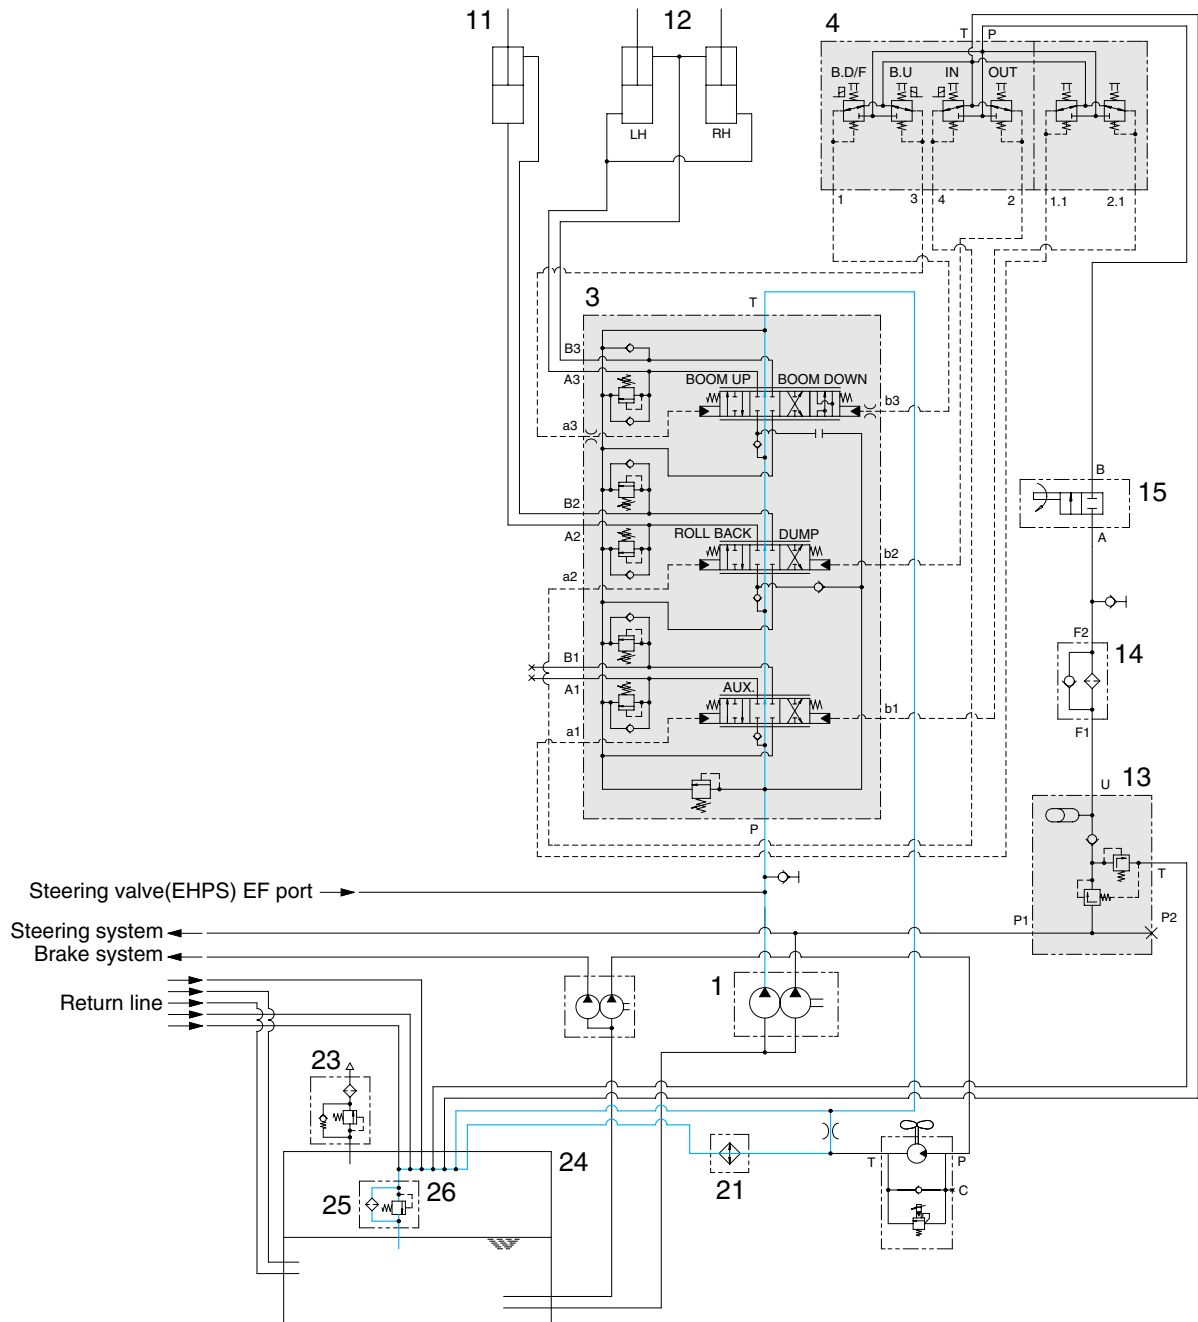 11
12
4
T
P
B.D/F
B.U
IN
OUT
LH
RH
1
3
4
2
1.1
2.1
3
T
B3
A3
BOOM UP
BOOM DOWN
b3
a3
B
15
A
B2
A2
ROLL BACK
DUMP
b2
a2
F2
14
B1
A1
AUX.
b1
a1
F1
U
13
P
T
Steering valve(EHPS) EF port
P1
P2
Steering system
Brake system
1
Return line
23
24
T
P
C
21
25
26